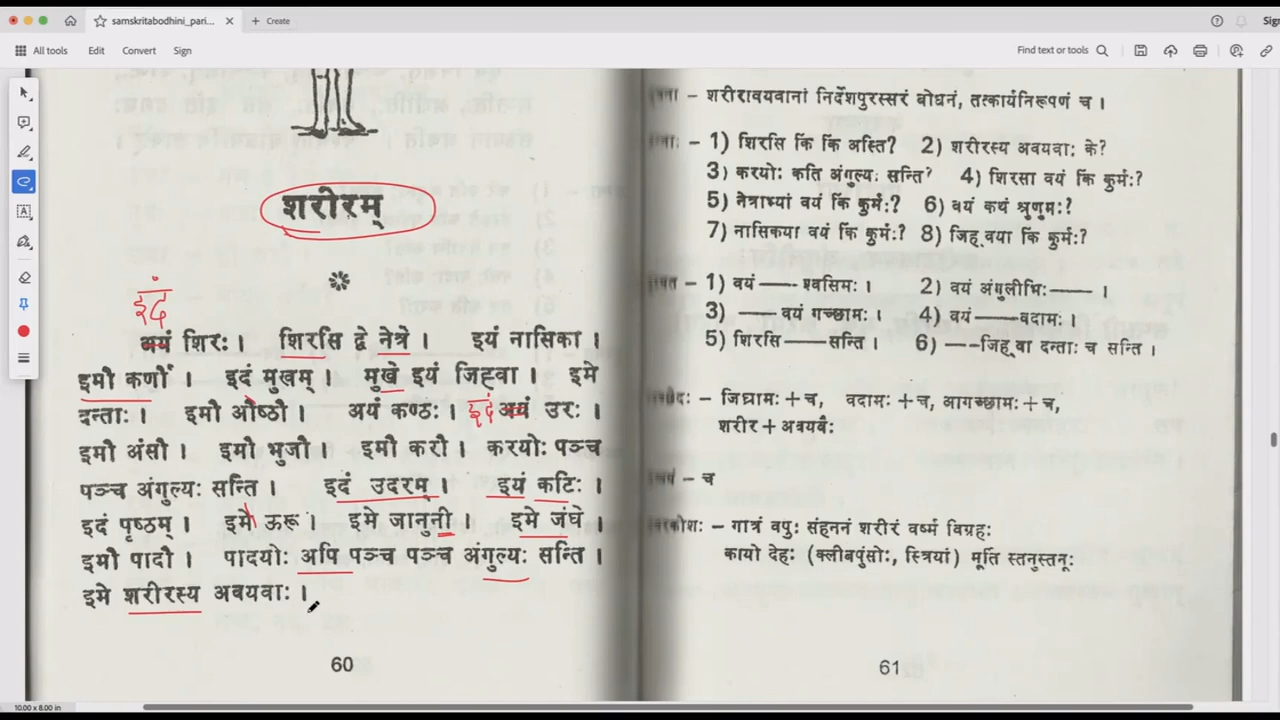 samskritabodhini_pari...
Create
All tools
Edit
Convert
Sign
Find text or tools
शरीरम्
इदं
अयं शिरः। शिरसि द्वे नेत्रे। इयं नासिका।
इमौ कर्णौ। इदं मुखम्। मुखे इयं जिह्वा। इमे
दन्ताः। इमौ ओष्ठौ। अयं कण्ठः। इदं अयं उरः।
इमौ अंसौ। इमौ भुजौ। इमौ करौ। करयोः पञ्च
पञ्च अंगुल्यः सन्ति। इदं उदरम्। इयं कटिः।
इदं पृष्ठम्। इमे ऊरू। इमे जानुनी। इमे जंघे।
इमौ पादौ। पादयोः अपि पञ्च पञ्च अंगुल्यः सन्ति।
इमे शरीरस्य अवयवाः।
60
– शरीरावयवानां निर्देशपुरस्सरं बोधनं, तत्कार्यनिरूपणं च।
– 1) शिरसि किं किं अस्ति? 2) शरीरस्य अवयवाः के?
3) करयोः कति अंगुल्यः सन्ति? 4) शिरसा वयं किं कुर्मः?
5) नेत्राभ्यां वयं किं कुर्मः? 6) वयं कथं श्रृणुमः?
7) नासिकया वयं किं कुर्मः? 8) जिह्वया किं कुर्मः?
– 1) वयं —— श्वसिमः। 2) वयं अंगुलीभिः ——।
3) —— वयं गच्छामः। 4) वयं —— वदामः।
5) शिरसि —— सन्ति। 6) —— जिह्वा दन्ताः च सन्ति।
– जिघ्रामः + च, वदामः + च, आगच्छामः + च,
शरीर + अवयवैः
– च
– गात्रं वपुः संहननं शरीरं वर्ष्म विग्रहः
कायो देहः (क्लीबपुंसोः, स्त्रियां) मूर्ति स्तनुस्तनूः
61
10.00 x 8.00 in